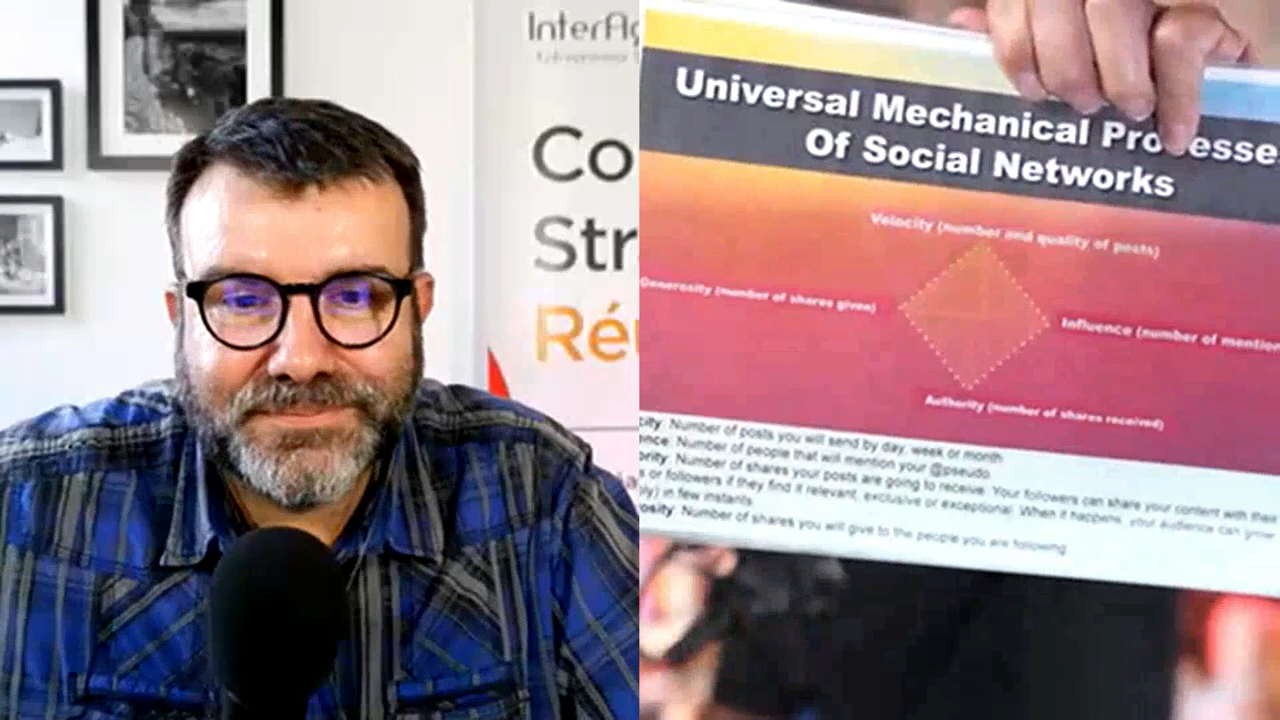 InterAg
Entrepreneur
Co
Str
Ré
Universal Mechanical Processe
Of Social Networks
Velocity (number and quality of posts)
Generosity (number of shares given)
Influence (number of mention
Authority (number of shares received)
city: Number of posts you will send by day, week or month
ence: Number of people that will mention your @pseudo
ority: Number of shares your posts are going to receive. Your followers can share your content with their
s or followers if they find it relevant, exclusive or exceptional. When it happens, your audience can grow
ly) in few instants
osity: Number of shares you will give to the people you are following